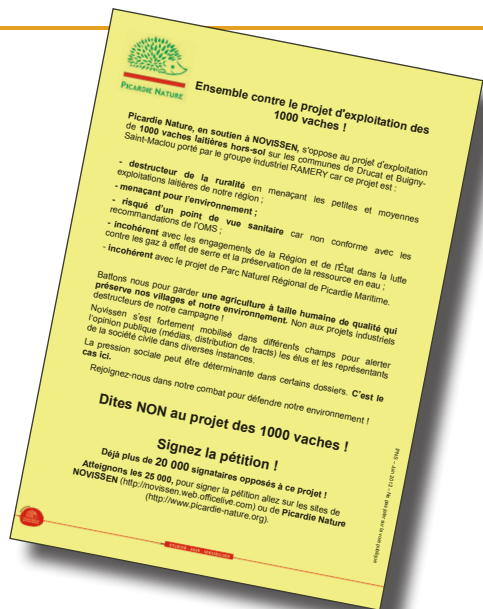 PICARDIE NATURE
Ensemble contre le projet d'exploitation des
1000 vaches !
Picardie Nature, en soutien à NOVISSEN, s'oppose au projet d'exploitation
de 1000 vaches laitières hors-sol sur les communes de Drucat et Buigny-
Saint-Maclou porté par le groupe industriel RAMERY car ce projet est :
- destructeur de la ruralité en menaçant les petites et moyennes
exploitations laitières de notre région ;
- menaçant pour l'environnement ;
- risqué d'un point de vue sanitaire car non conforme avec les
recommandations de l'OMS ;
- incohérent avec les engagements de la Région et de l'État dans la lutte
contre les gaz à effet de serre et la préservation de la ressource en eau ;
- incohérent avec le projet de Parc Naturel Régional de Picardie Maritime.
Battons nous pour garder une agriculture à taille humaine de qualité qui
préserve nos villages et notre environnement. Non aux projets industriels
destructeurs de notre campagne !
Novissen s'est fortement mobilisé dans différents champs pour alerter
l'opinion publique (médias, distribution de tracts) les élus et les représentants
de la société civile dans diverses instances.
La pression sociale peut être déterminante dans certains dossiers. C'est le
cas ici.
Rejoignez-nous dans notre combat pour défendre notre environnement !
Dites NON au projet des 1000 vaches !
Signez la pétition !
Déjà plus de 20 000 signataires opposés à ce projet !
Atteignons les 25 000, pour signer la pétition allez sur les sites de
NOVISSEN (http://novissen.web.officelive.com) ou de Picardie Nature
(http://www.picardie-nature.org).